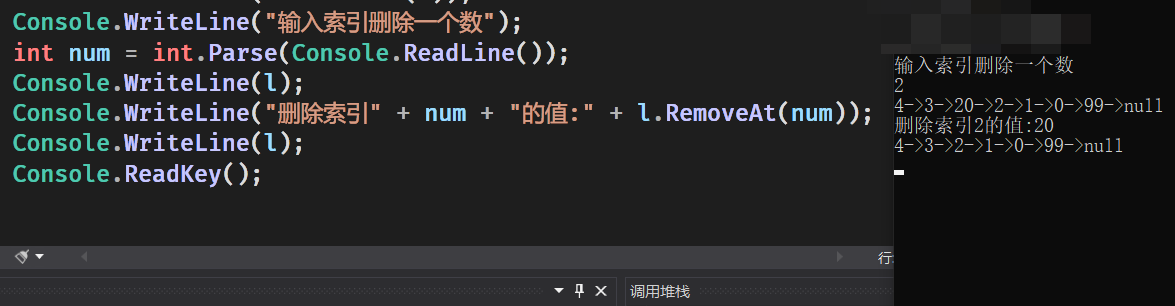 Console.WriteLine("输入索引删除一个数");
int num = int.Parse(Console.ReadLine());
Console.WriteLine(l);
Console.WriteLine("删除索引" + num + "的值:" + l.RemoveAt(num));
Console.WriteLine(l);
Console.ReadKey();
行:
调用堆栈
输入索引删除一个数
2
4->3->20->2->1->0->99->null
删除索引2的值:20
4->3->2->1->0->99->null